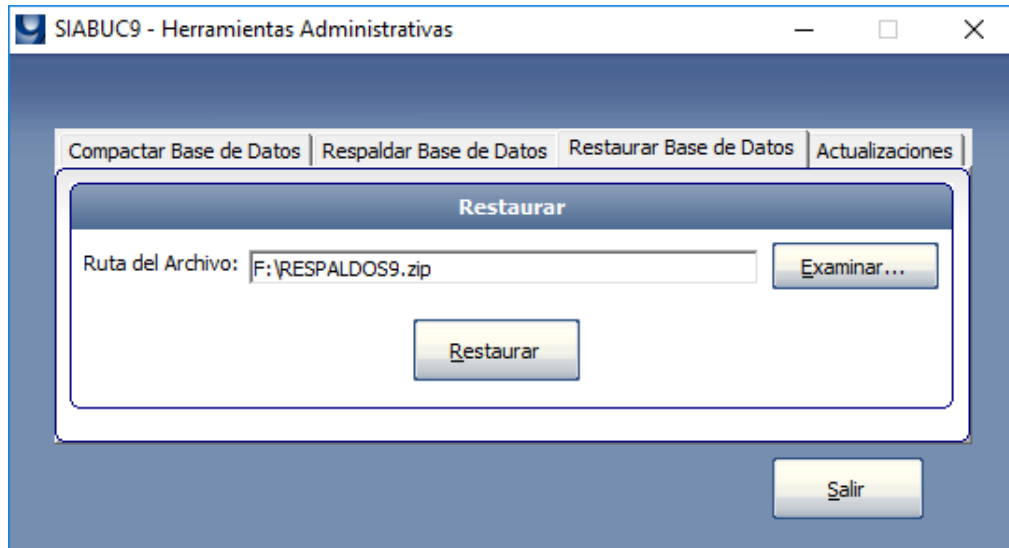 SIABUC9 - Herramientas Administrativas
Compactar Base de Datos Respaldar Base de Datos Restaurar Base de Datos Actualizaciones
Restaurar
Ruta del Archivo: F:\RESPALDOS9.zip Examinar...
Restaurar
Salir